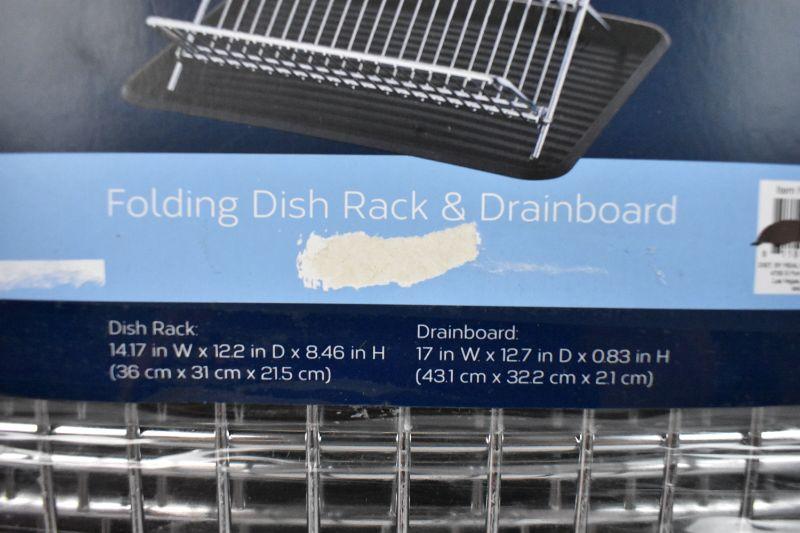 Folding Dish Rack & Drainboard
Dish Rack:
14.17 in W x 12.2 in D x 8.46 in H
(36 cm x 31 cm x 21.5 cm)
Drainboard:
17 in W x 12.7 in D x 0.83 in H
(43.1 cm x 32.2 cm x 2.1 cm)
Item